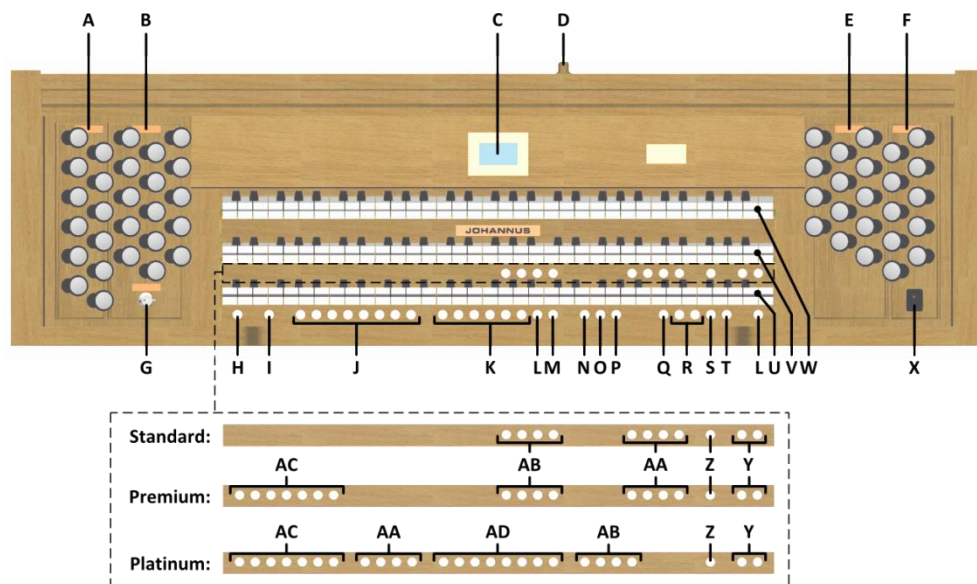 A B C D E F
JOHANNUS
G H I J K L M N O P Q R S T L U V W X
Standard:
AC AB AA Z Y
Premium:
AC AA AD AB Z Y
Platinum: